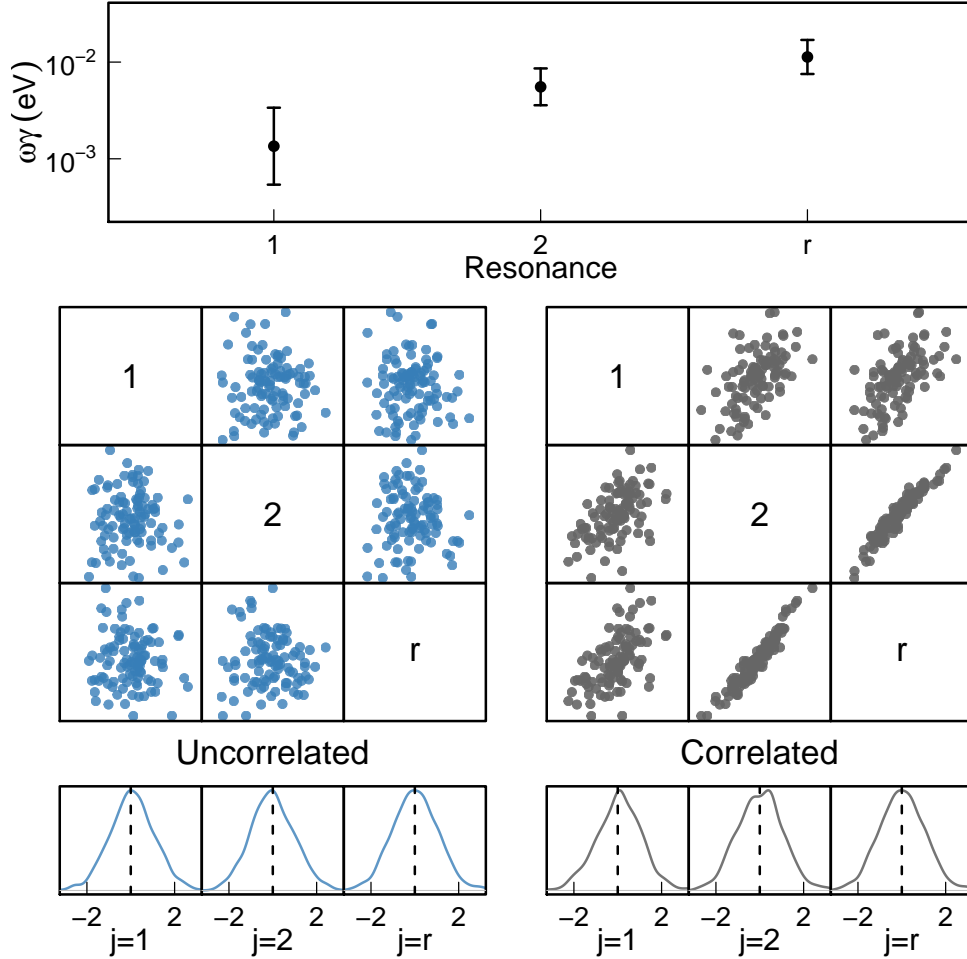 ωγ (eV)
10−2
10−3
1 2 r
Resonance
1 1
2 2
r r
Uncorrelated Correlated
−2 2 −2 2 −2 2 −2 2 −2 2 −2 2
j=1 j=2 j=r j=1 j=2 j=r